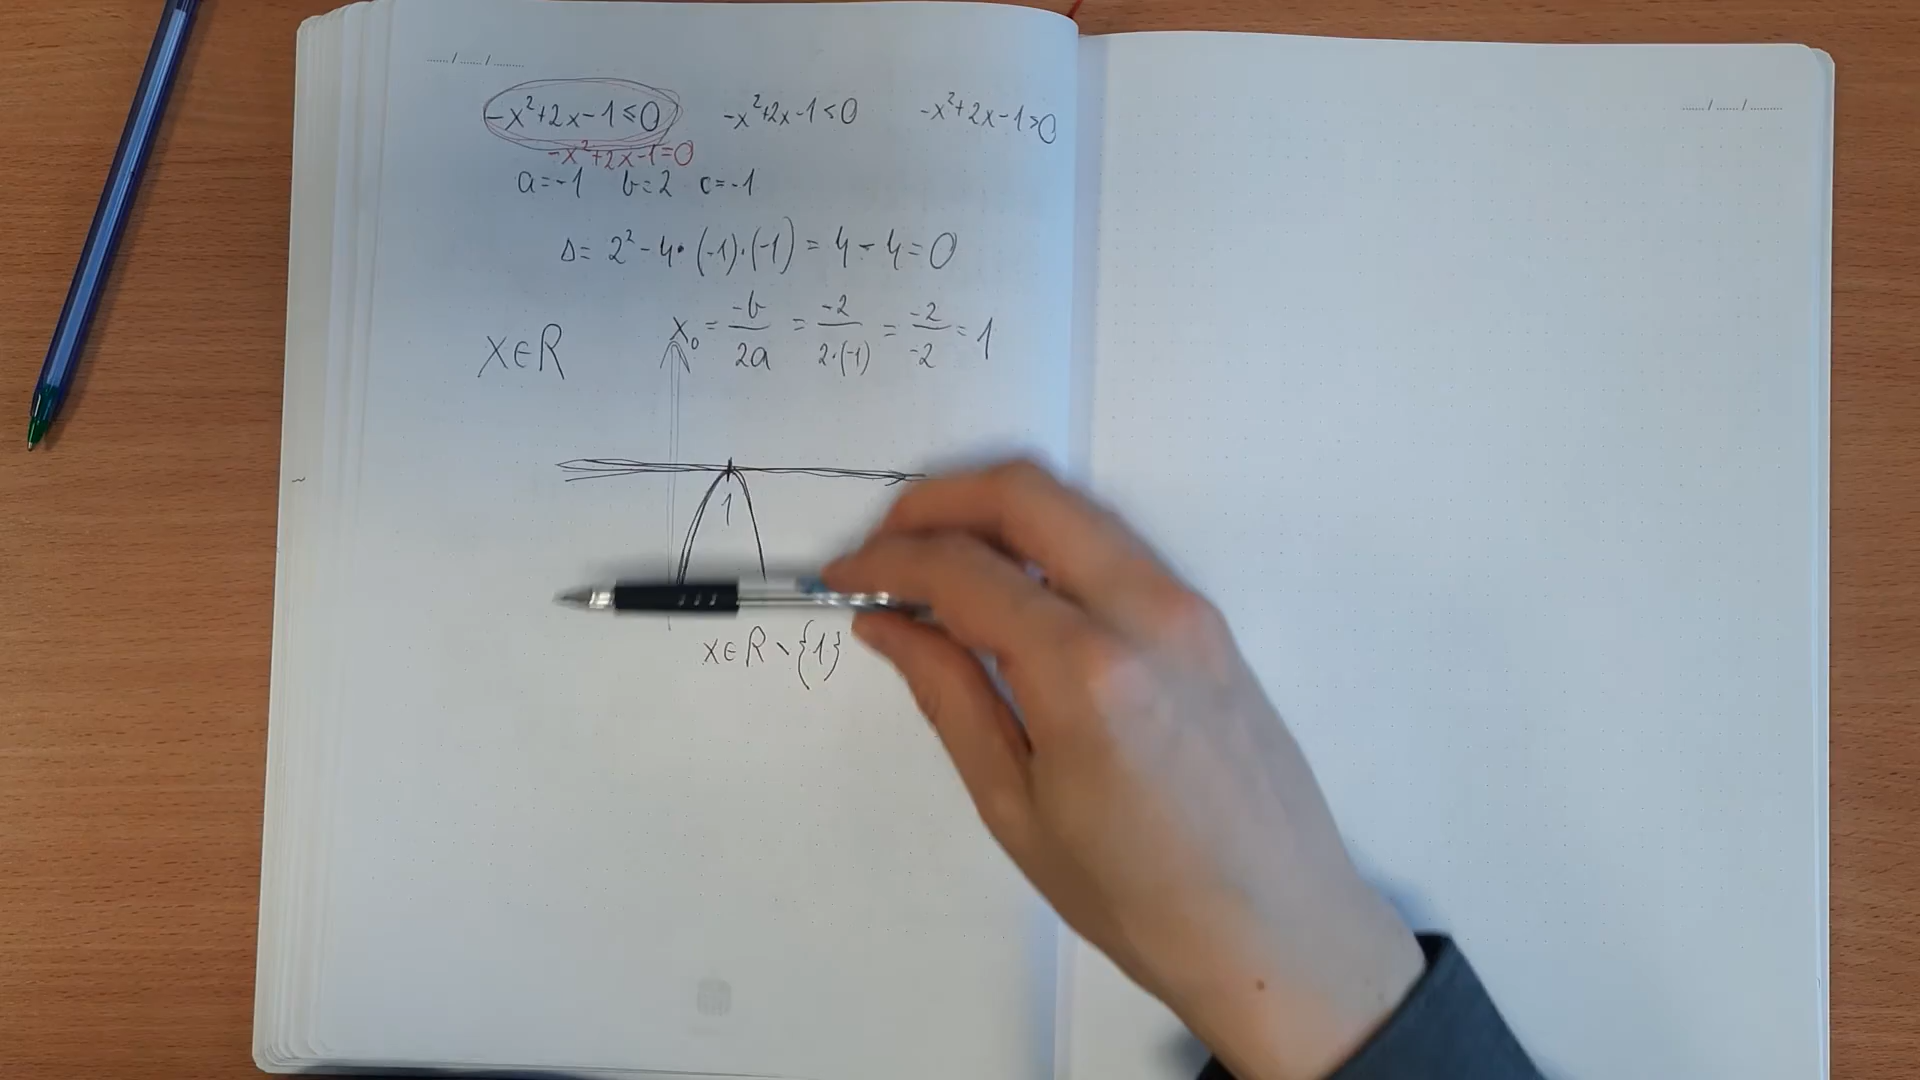 -x²+2x-1≤0 -x²+2x-1<0 -x²+2x-1>0
-x²+2x-1=0
a=-1 b=2 c=-1
Δ= 2²-4·(-1)·(-1) = 4-4=0
x₀ = -b/2a = -2/2·(-1) = -2/-2 = 1
X∈R
1
x∈R \ {1}